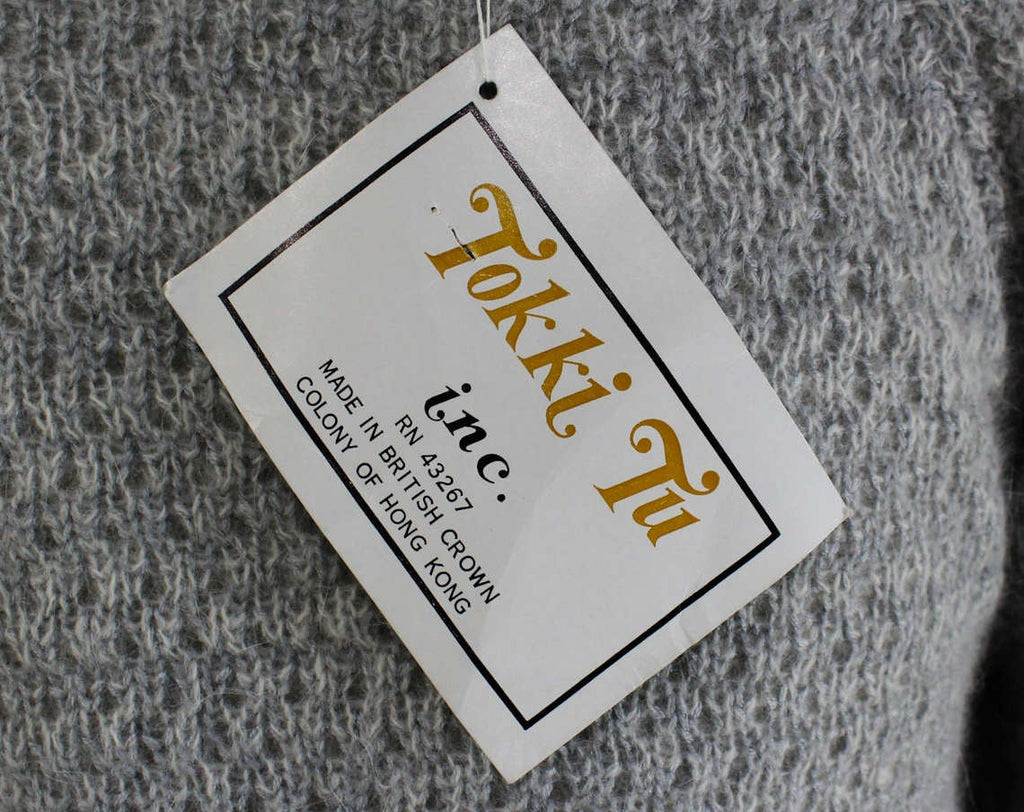 Tokki Tu
inc.
RN 43267
MADE IN BRITISH CROWN
COLONY OF HONG KONG